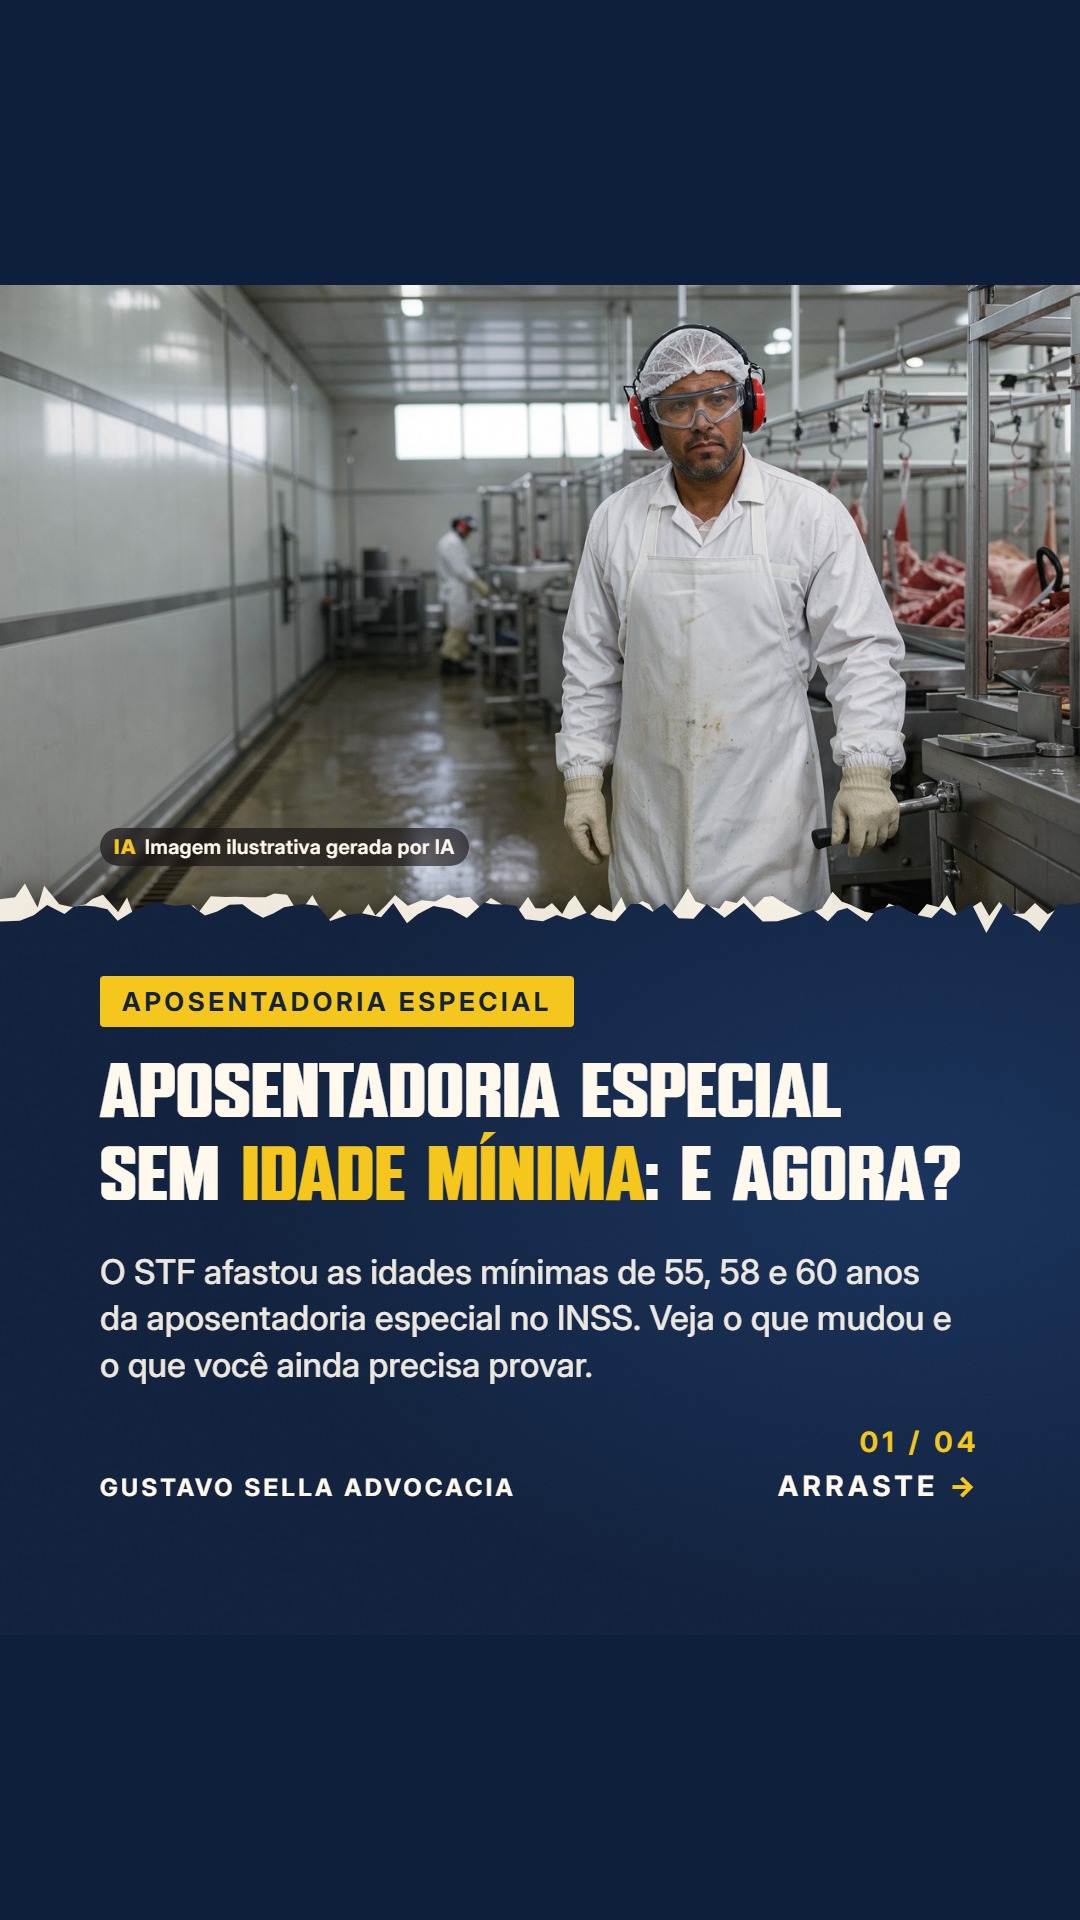 IA Imagem ilustrativa gerada por IA
APOSENTADORIA ESPECIAL
APOSENTADORIA ESPECIAL
SEM IDADE MÍNIMA: E AGORA?
O STF afastou as idades mínimas de 55, 58 e 60 anos
da aposentadoria especial no INSS. Veja o que mudou e
o que você ainda precisa provar.
01 / 04
GUSTAVO SELLA ADVOCACIA
ARRASTE →